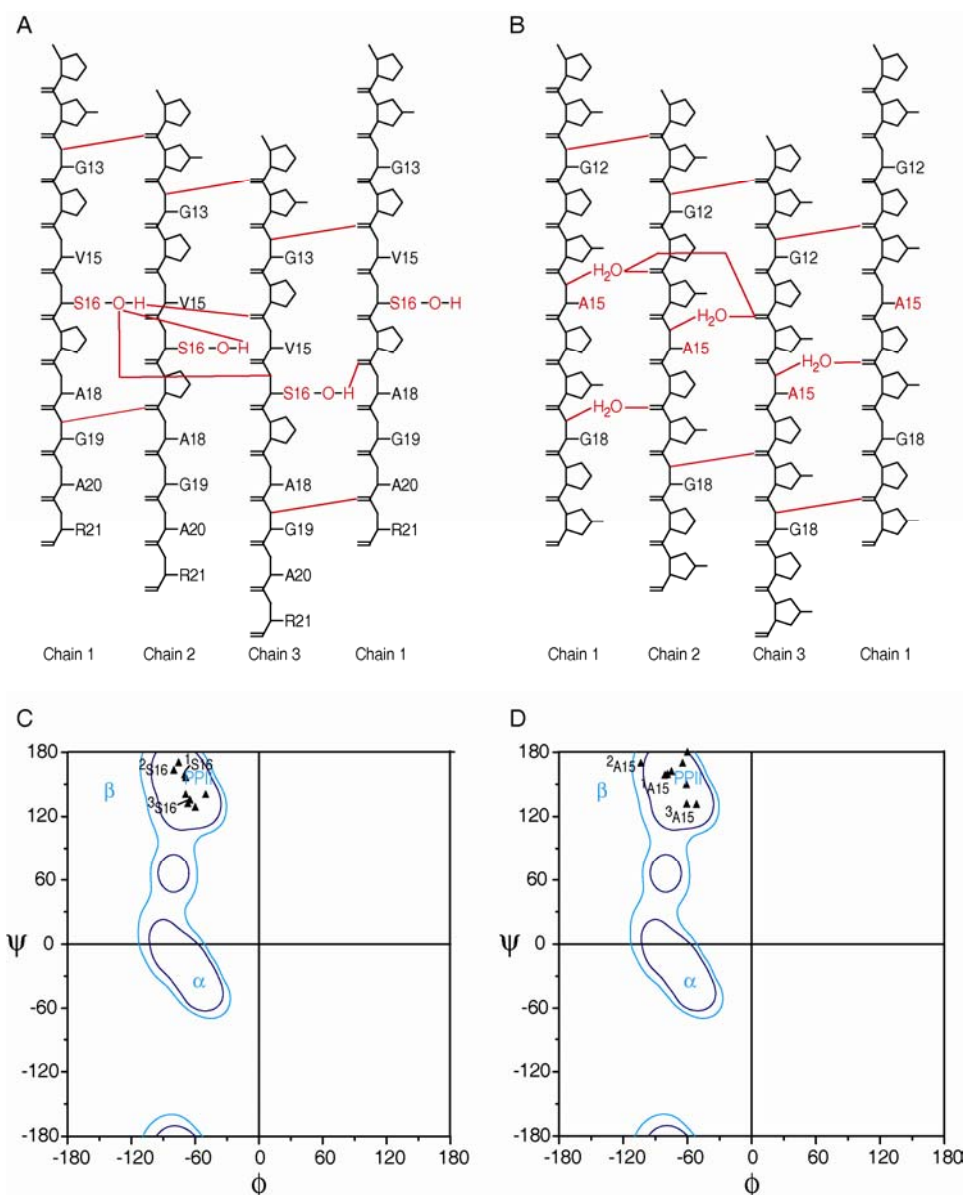 A
B
G13 G13 G12 G12
G13 G12
V15 G13 V15 G12
H2O
S16 O H V15 S16 O H A15 H2O A15
S16 O H V15 A15 H2O
A18 S16 O H A18 A15
H2O
G19 A18 G19 G18 G18
A20 G19 A18 A20 G18
R21 A20 G19 R21 G18
R21 A20
R21
Chain 1 Chain 2 Chain 3 Chain 1 Chain 1 Chain 2 Chain 3 Chain 1
C
D
180
120
60
0
-60
-120
-180
ψ
β
2S16
1S16
PPII
3S16
α
-180 -120 -60 0 60 120 180
ϕ
180
120
60
0
-60
-120
-180
ψ
β
2A15
PPII
1A15
3A15
α
-180 -120 -60 0 60 120 180
ϕ